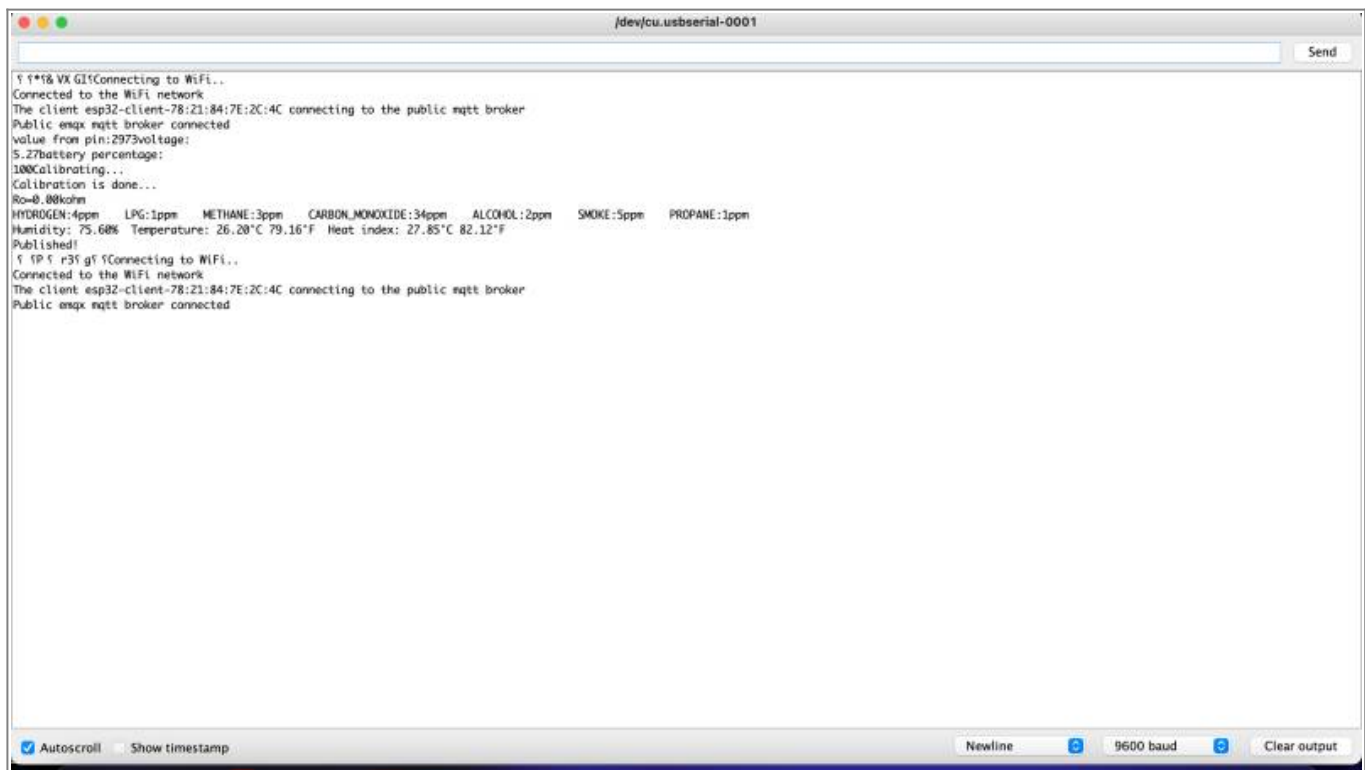 /dev/cu.usbserial-0001
Send
Connecting to WiFi..
Connected to the WiFi network
The client esp32-client-78:21:84:7E:2C:4C connecting to the public mqtt broker
Public emqx mqtt broker connected
value from pin:2973voltage:
5.27battery percentage:
100Calibrating...
Calibration is done...
Ro=0.00kohm
HYDROGEN:4ppm LPG:1ppm METHANE:3ppm CARBON_MONOXIDE:34ppm ALCOHOL:2ppm SMOKE:5ppm PROPANE:1ppm
Humidity: 75.60% Temperature: 26.20°C 79.16°F Heat index: 27.85°C 82.12°F
Published!
Connecting to WiFi..
Connected to the WiFi network
The client esp32-client-78:21:84:7E:2C:4C connecting to the public mqtt broker
Public emqx mqtt broker connected
Autoscroll Show timestamp Newline 9600 baud Clear output